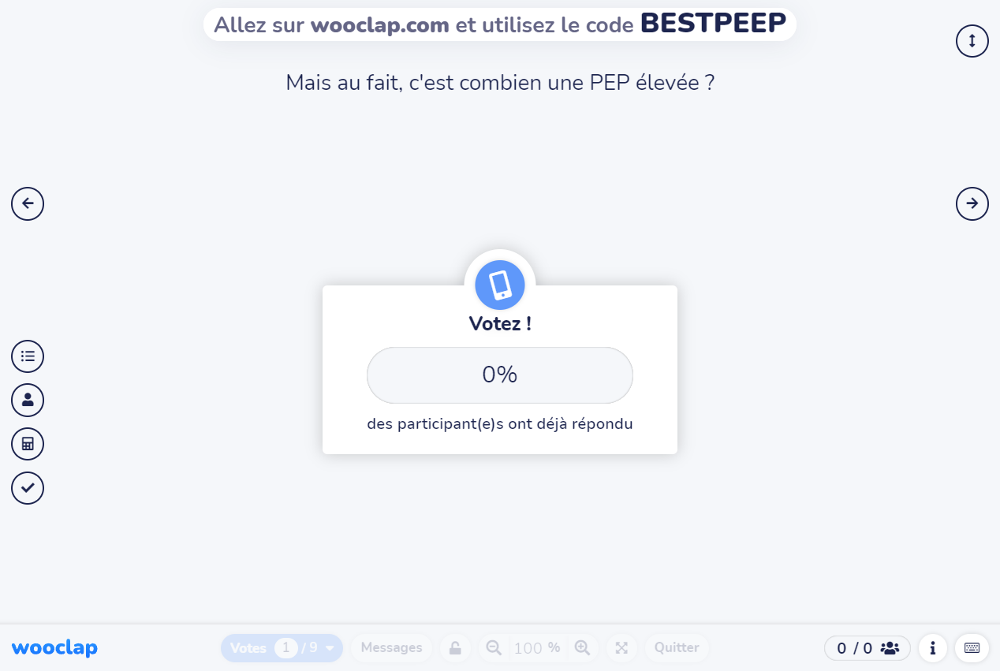 Allez sur wooclap.com et utilisez le code BESTPEEP
Mais au fait, c'est combien une PEP élevée ?
Votez !
0%
des participant(e)s ont déjà répondu
wooclap
Votes 1 / 9
Messages
100 %
Quitter
0 / 0